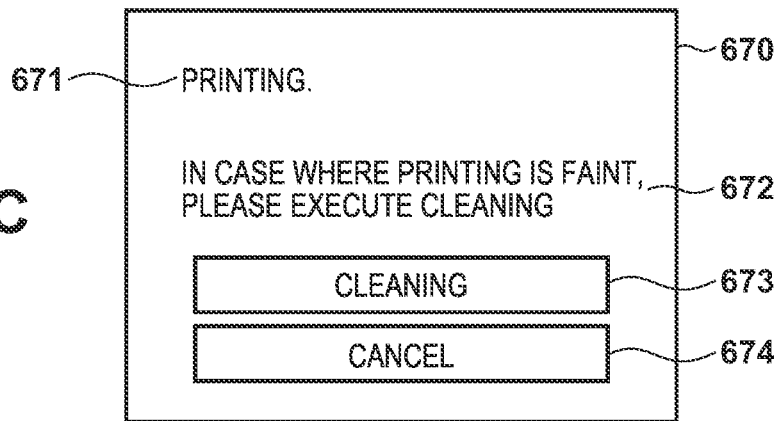 670
671 PRINTING.
C
IN CASE WHERE PRINTING IS FAINT,
672
PLEASE EXECUTE CLEANING
CLEANING 673
CANCEL 674